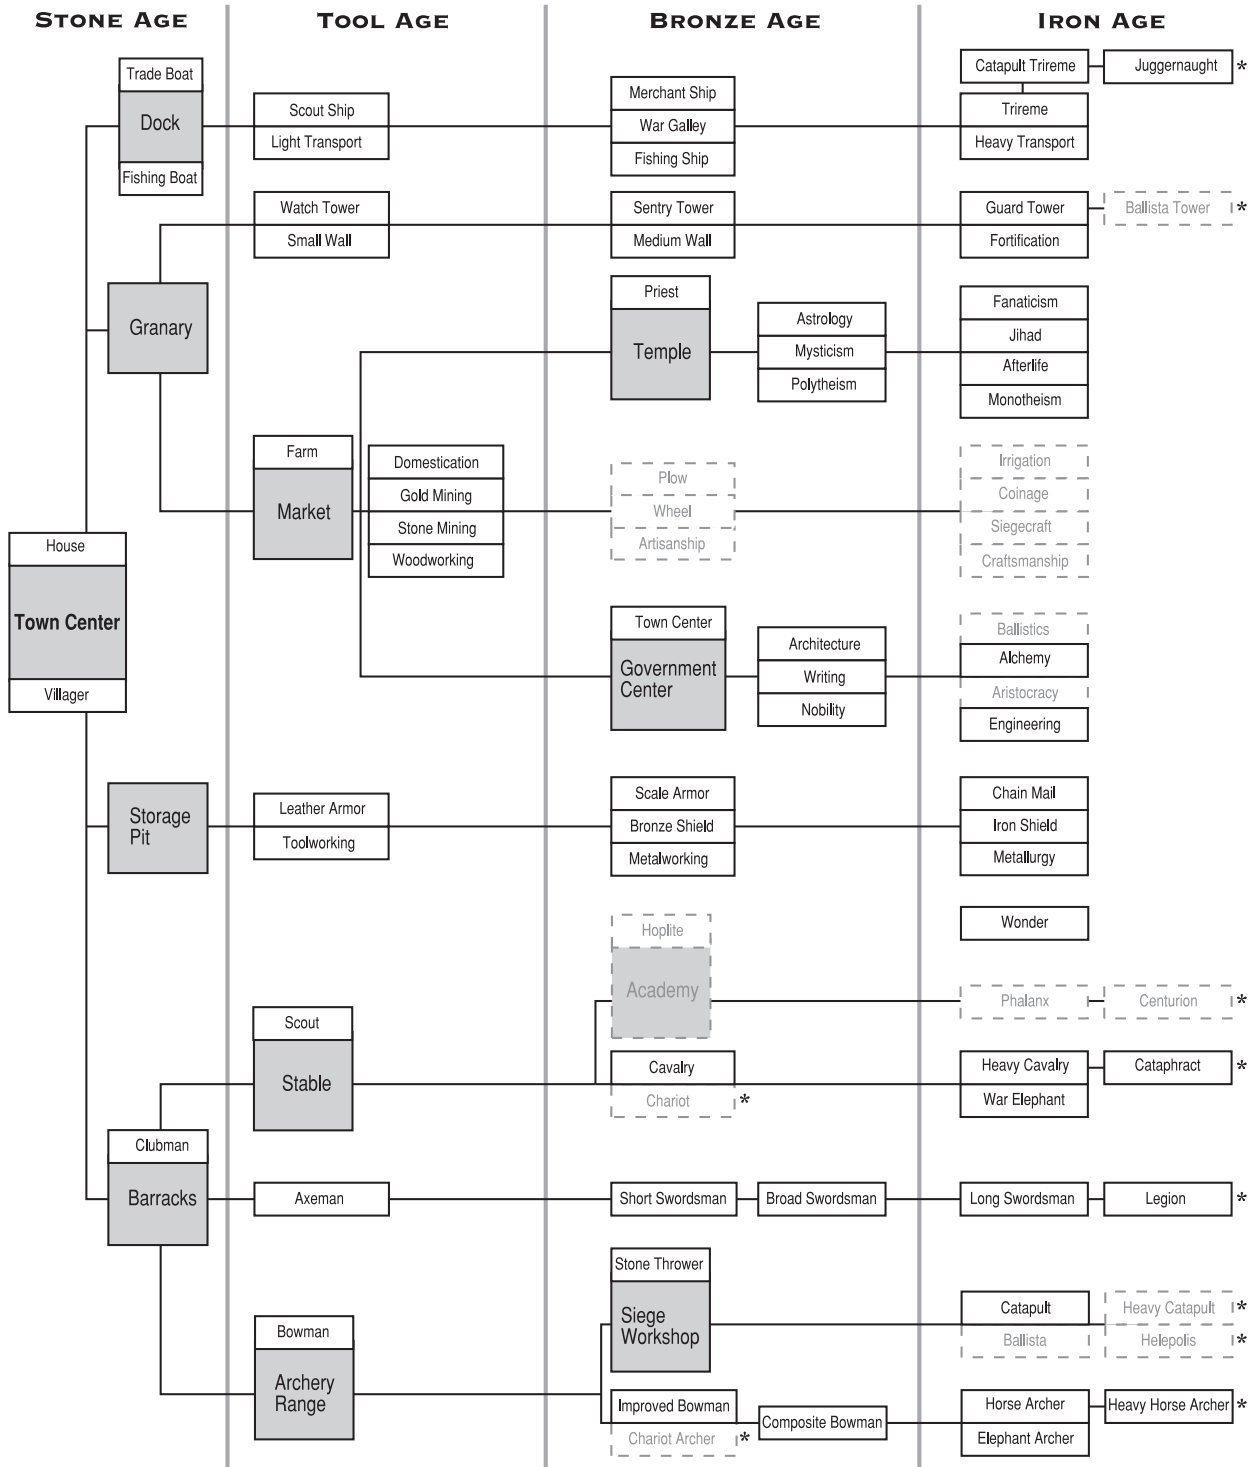 STONE AGE
TOOL AGE
BRONZE AGE
IRON AGE
Trade Boat
Dock
Fishing Boat
Scout Ship
Light Transport
Merchant Ship
War Galley
Fishing Ship
Catapult Trireme
Juggernaught *
Trireme
Heavy Transport
Granary
Watch Tower
Small Wall
Sentry Tower
Medium Wall
Guard Tower
Ballista Tower *
Fortification
Priest
Temple
Astrology
Mysticism
Polytheism
Fanaticism
Jihad
Afterlife
Monotheism
Farm
Market
Domestication
Gold Mining
Stone Mining
Woodworking
Plow
Wheel
Artisanship
Irrigation
Coinage
Siegecraft
Craftsmanship
House
Town Center
Villager
Town Center
Government
Center
Architecture
Writing
Nobility
Ballistics
Alchemy
Aristocracy
Engineering
Storage
Pit
Leather Armor
Toolworking
Scale Armor
Bronze Shield
Metalworking
Chain Mail
Iron Shield
Metallurgy
Wonder
Hoplite
Academy
Phalanx
Centurion *
Scout
Stable
Cavalry
Chariot *
Heavy Cavalry
Cataphract *
War Elephant
Clubman
Barracks
Axeman
Short Swordsman
Broad Swordsman
Long Swordsman
Legion *
Stone Thrower
Siege
Workshop
Catapult
Heavy Catapult *
Ballista
Helepolis *
Bowman
Archery
Range
Improved Bowman
Chariot Archer *
Composite Bowman
Horse Archer
Heavy Horse Archer *
Elephant Archer